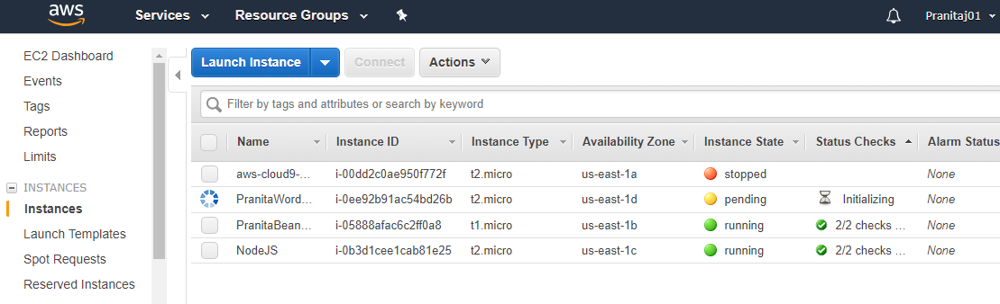 aws Services Resource Groups Pranitaj01
EC2 Dashboard
Events
Tags
Reports
Limits
INSTANCES
Instances
Launch Templates
Spot Requests
Reserved Instances
Launch Instance Connect Actions
Filter by tags and attributes or search by keyword
Name Instance ID Instance Type Availability Zone Instance State Status Checks Alarm Status
aws-cloud9-... i-00dd2c0ae950f772f t2.micro us-east-1a stopped None
PranitaWord... i-0ee92b91ac54bd26b t2.micro us-east-1d pending Initializing None
PranitaBean... i-05888afac6c2ff0a8 t1.micro us-east-1b running 2/2 checks ... None
NodeJS i-0b3d1cee1cab81e25 t2.micro us-east-1c running 2/2 checks ... None